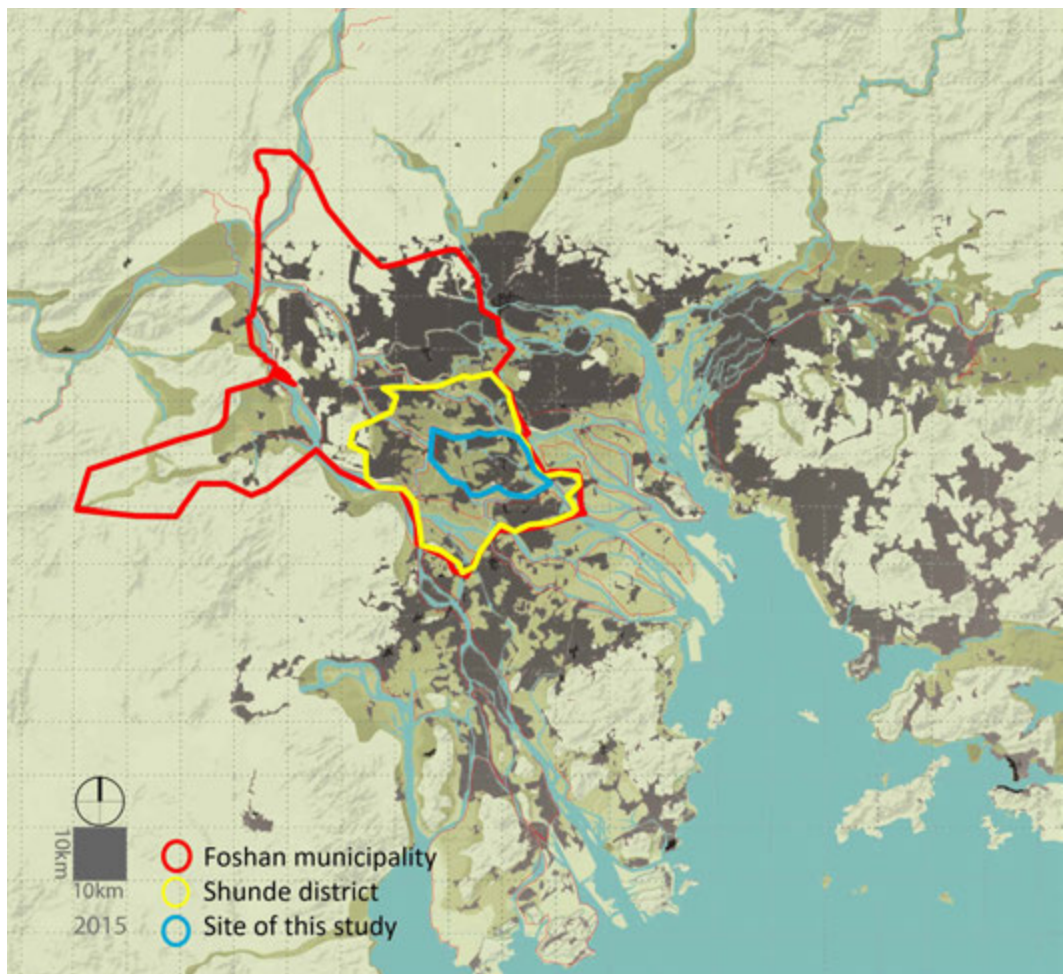 10km
10km
2015
Foshan municipality
Shunde district
Site of this study